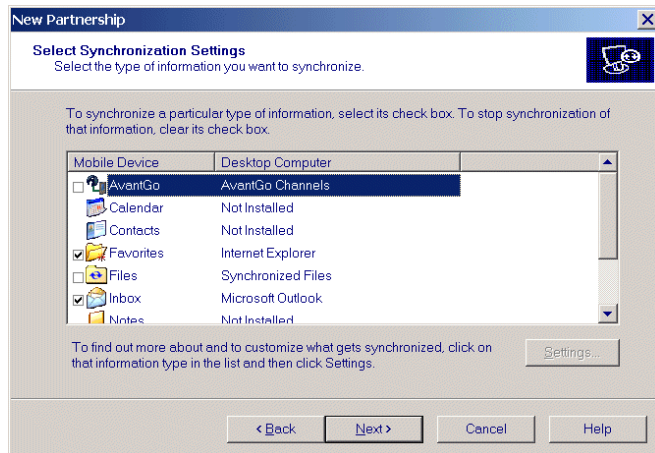 New Partnership
Select Synchronization Settings
Select the type of information you want to synchronize.
To synchronize a particular type of information, select its check box. To stop synchronization of
that information, clear its check box.
Mobile Device Desktop Computer
AvantGo AvantGo Channels
Calendar Not Installed
Contacts Not Installed
Favorites Internet Explorer
Files Synchronized Files
Inbox Microsoft Outlook
Notes Not Installed
To find out more about and to customize what gets synchronized, click on
that information type in the list and then click Settings.
Settings...
< Back Next > Cancel Help